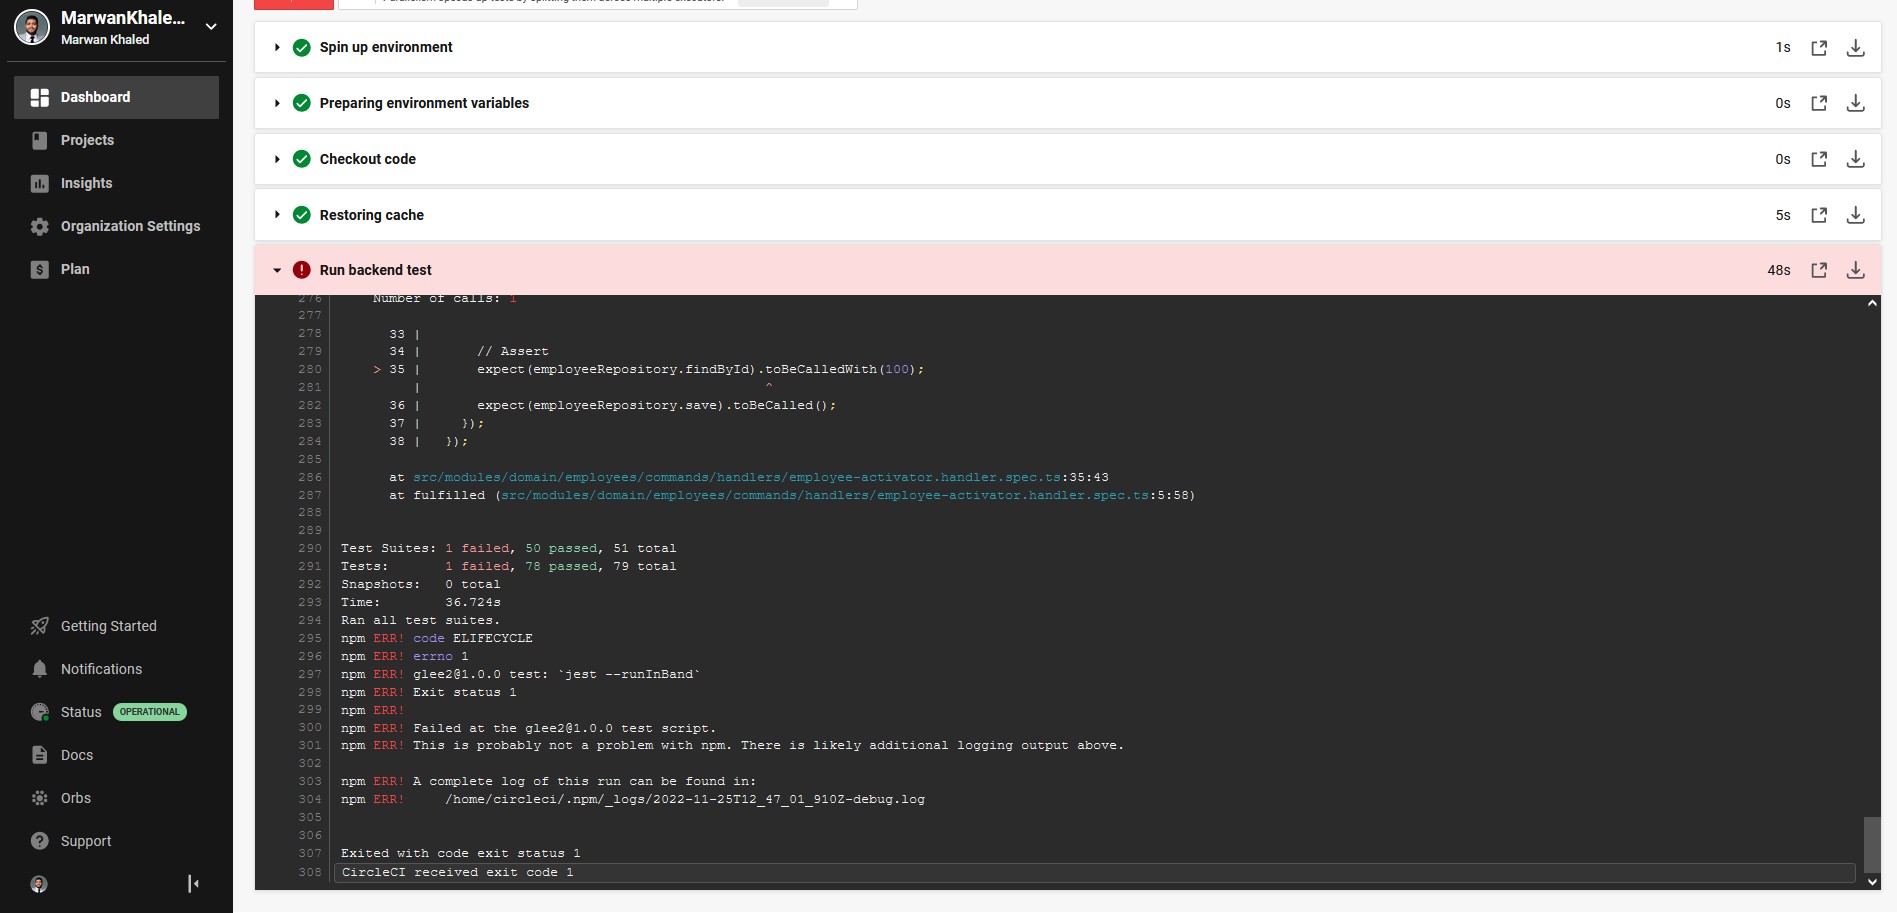 MarwanKhale...
Marwan Khaled
Dashboard
Projects
Insights
Organization Settings
Plan
Getting Started
Notifications
Status OPERATIONAL
Docs
Orbs
Support
Spin up environment 1s
Preparing environment variables 0s
Checkout code 0s
Restoring cache 5s
Run backend test 48s
276 Number of calls: 1
277
278 33 |
279 34 | // Assert
280 > 35 | expect(employeeRepository.findById).toBeCalledWith(100);
281 | ^
282 36 | expect(employeeRepository.save).toBeCalled();
283 37 | });
284 38 | });
285
286 at src/modules/domain/employees/commands/handlers/employee-activator.handler.spec.ts:35:43
287 at fulfilled (src/modules/domain/employees/commands/handlers/employee-activator.handler.spec.ts:5:58)
288
289
290 Test Suites: 1 failed, 50 passed, 51 total
291 Tests: 1 failed, 78 passed, 79 total
292 Snapshots: 0 total
293 Time: 36.724s
294 Ran all test suites.
295 npm ERR! code ELIFECYCLE
296 npm ERR! errno 1
297 npm ERR! glee2@1.0.0 test: `jest --runInBand`
298 npm ERR! Exit status 1
299 npm ERR!
300 npm ERR! Failed at the glee2@1.0.0 test script.
301 npm ERR! This is probably not a problem with npm. There is likely additional logging output above.
302
303 npm ERR! A complete log of this run can be found in:
304 npm ERR! /home/circleci/.npm/_logs/2022-11-25T12_47_01_910Z-debug.log
305
306
307 Exited with code exit status 1
308 CircleCI received exit code 1